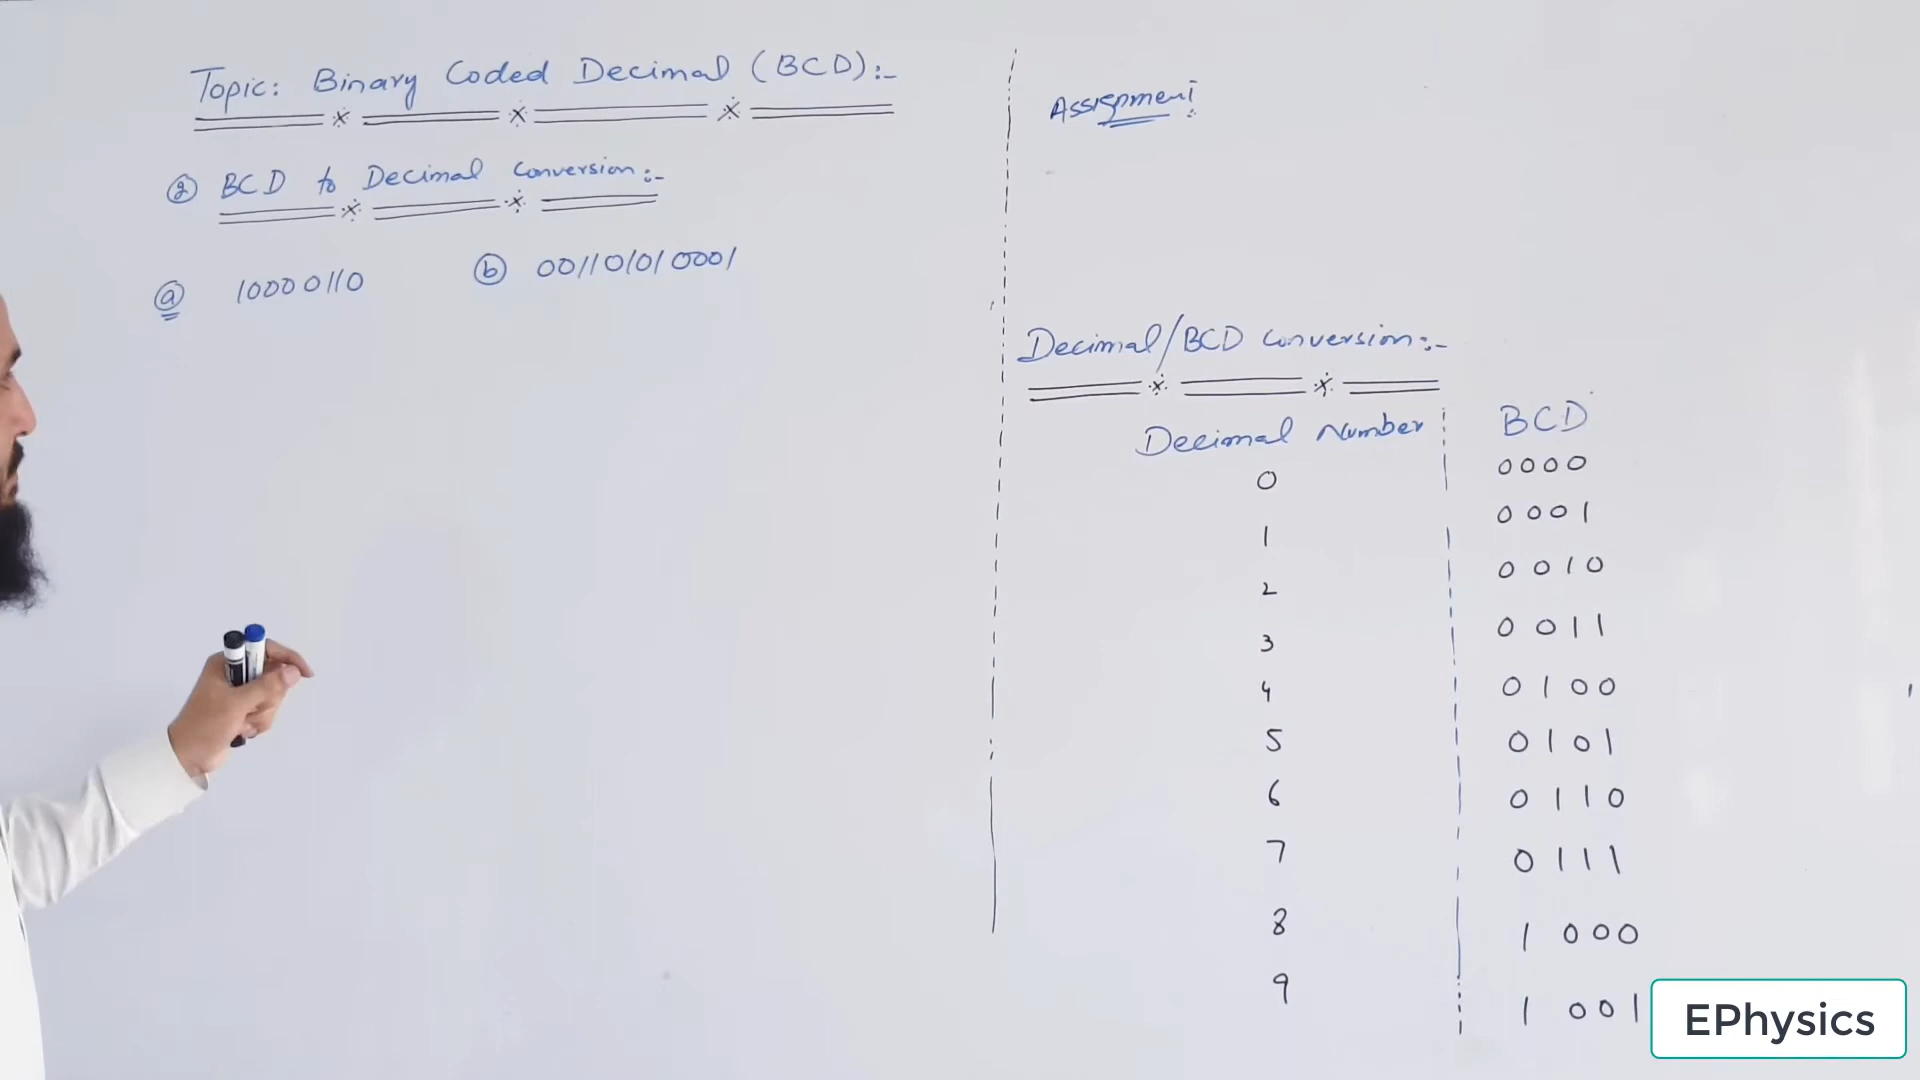 Topic: Binary Coded Decimal (BCD):-
② BCD to Decimal Conversion:-
ⓐ 10000110 ⓑ 001101010001
Assignment:
Decimal/BCD Conversion:-
Decimal Number BCD
0 0000
1 0001
2 0010
3 0011
4 0100
5 0101
6 0110
7 0111
8 1000
9 1001
EPhysics